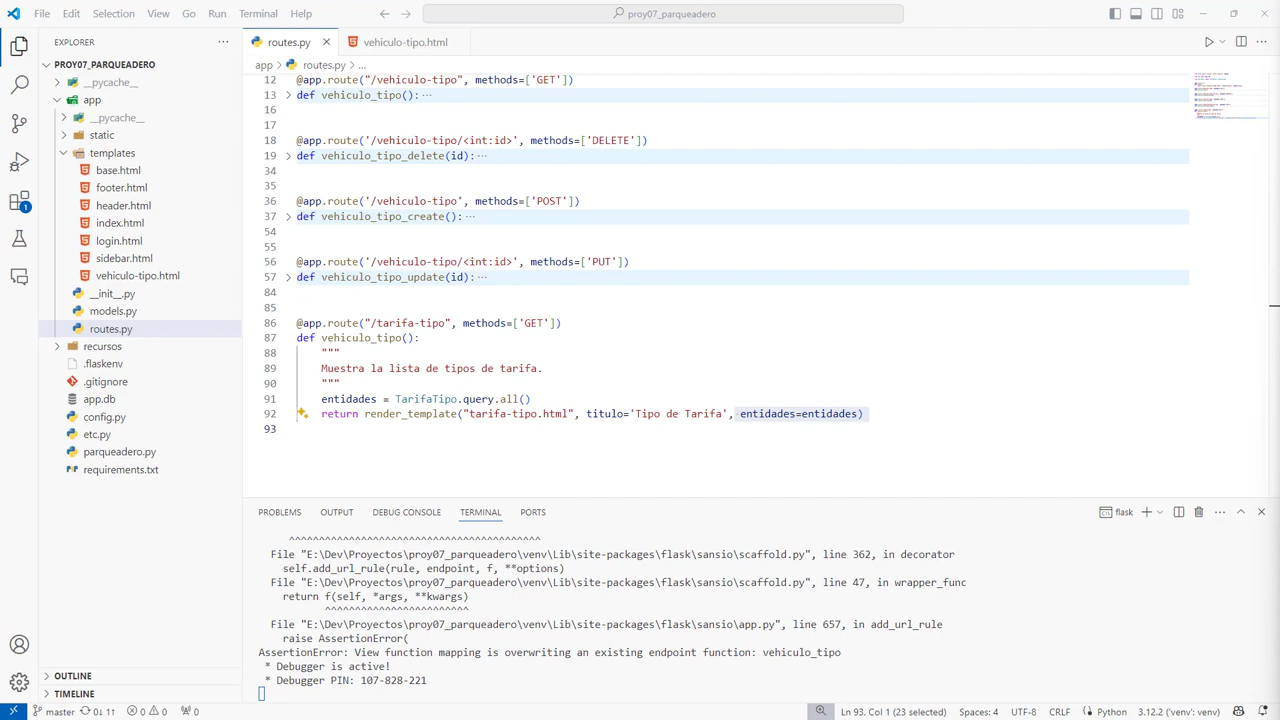 File Edit Selection View Go Run Terminal Help
proy07_parqueadero
EXPLORER
routes.py
vehiculo-tipo.html
PROY07_PARQUEADERO
app > routes.py > ...
__pycache__
app
__pycache__
static
templates
base.html
footer.html
header.html
index.html
login.html
sidebar.html
vehiculo-tipo.html
__init__.py
models.py
routes.py
recursos
.flaskenv
.gitignore
app.db
config.py
etc.py
parqueadero.py
requirements.txt
OUTLINE
TIMELINE
1
12 @app.route("/vehiculo-tipo", methods=['GET'])
13 def vehiculo_tipo(): ...
16
17
18 @app.route('/vehiculo-tipo/<int:id>', methods=['DELETE'])
19 def vehiculo_tipo_delete(id): ...
34
35
36 @app.route('/vehiculo-tipo', methods=['POST'])
37 def vehiculo_tipo_create(): ...
54
55
56 @app.route('/vehiculo-tipo/<int:id>', methods=['PUT'])
57 def vehiculo_tipo_update(id): ...
84
85
86 @app.route("/tarifa-tipo", methods=['GET'])
87 def vehiculo_tipo():
88 """
89 Muestra la lista de tipos de tarifa.
90 """
91 entidades = TarifaTipo.query.all()
92 return render_template("tarifa-tipo.html", titulo='Tipo de Tarifa', entidades=entidades)
93
PROBLEMS OUTPUT DEBUG CONSOLE TERMINAL PORTS
flask
^^^^^^^^^^^^^^^^^^^^^^^^^^^^^^^^^^^^^^^^^
File "E:\Dev\Proyectos\proy07_parqueadero\venv\Lib\site-packages\flask\sansio\scaffold.py", line 362, in decorator
self.add_url_rule(rule, endpoint, f, **options)
File "E:\Dev\Proyectos\proy07_parqueadero\venv\Lib\site-packages\flask\sansio\scaffold.py", line 47, in wrapper_func
return f(self, *args, **kwargs)
^^^^^^^^^^^^^^^^^^^^^^^
File "E:\Dev\Proyectos\proy07_parqueadero\venv\Lib\site-packages\flask\sansio\app.py", line 657, in add_url_rule
raise AssertionError(
AssertionError: View function mapping is overwriting an existing endpoint function: vehiculo_tipo
* Debugger is active!
* Debugger PIN: 107-828-221
master 0↓ 1↑ 0 0 0 Ln 93, Col 1 (23 selected) Spaces: 4 UTF-8 CRLF Python 3.12.2 ('venv': venv)